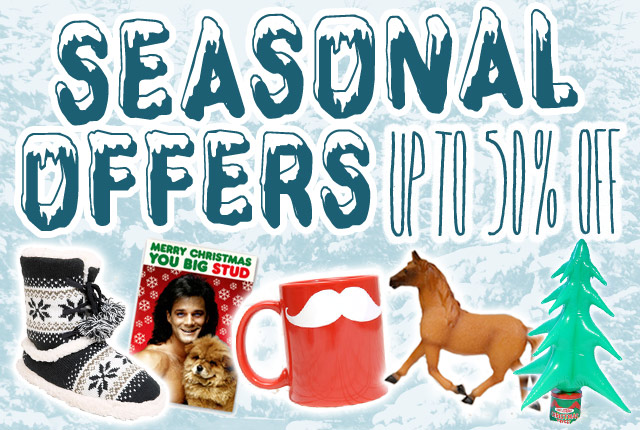 SEASONAL
OFFERS UP TO 50% OFF
MERRY CHRISTMAS
YOU BIG STUD